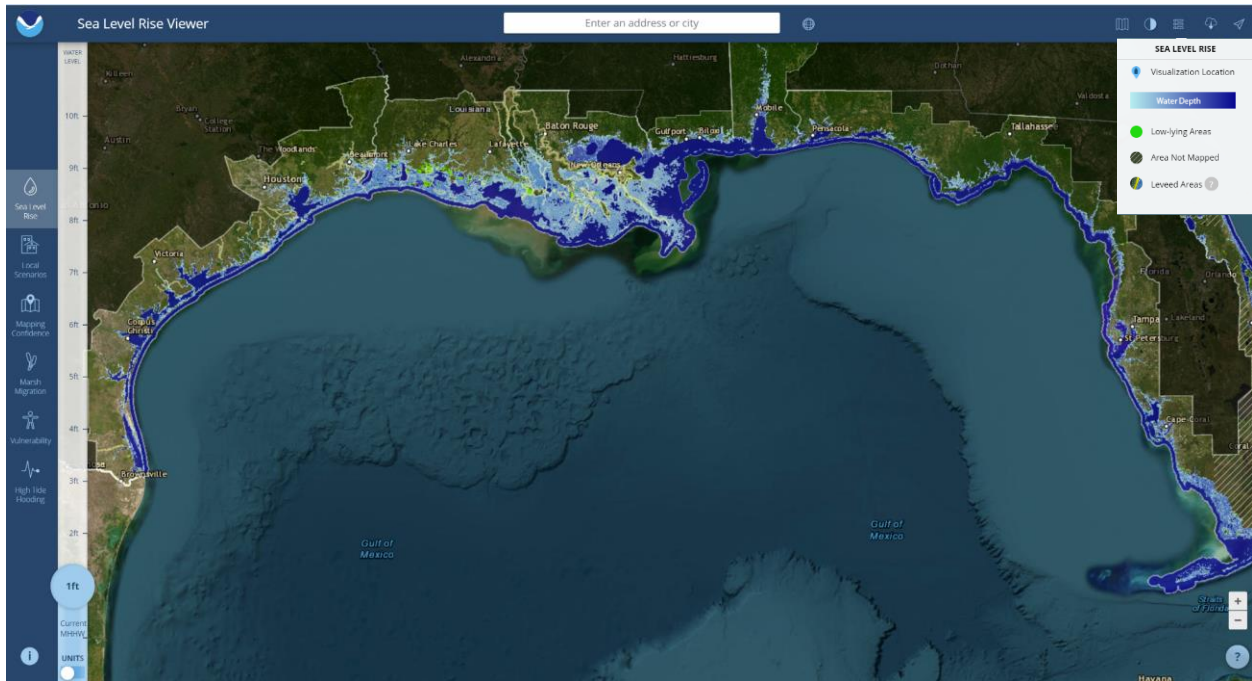 Sea Level Rise Viewer
Enter an address or city
WATER
LEVEL
10ft
9ft
8ft
7ft
6ft
5ft
4ft
3ft
2ft
1ft
Current
MHHW
UNITS
Sea Level
Rise
Local
Scenarios
Mapping
Confidence
Marsh
Migration
Vulnerability
High Tide
Flooding
i
SEA LEVEL RISE
Visualization Location
Water Depth
Low-lying Areas
Area Not Mapped
Leveed Areas ?
Killeen
Bryan
College
Station
Austin
The Woodlands
Houston
Beaumont
Victoria
Corpus
Christi
Brownsville
Alexandria
Louisiana
Lake Charles
Lafayette
Baton Rouge
New Orleans
Hattiesburg
Gulfport
Biloxi
Mobile
Pensacola
Dothan
Valdosta
Tallahassee
Florida
Orlando
Tampa
Lakeland
St Petersburg
Cape Coral
Coral
Gulf of
Mexico
Gulf of
Mexico
Straits
of Florida
Havana
+
−
?